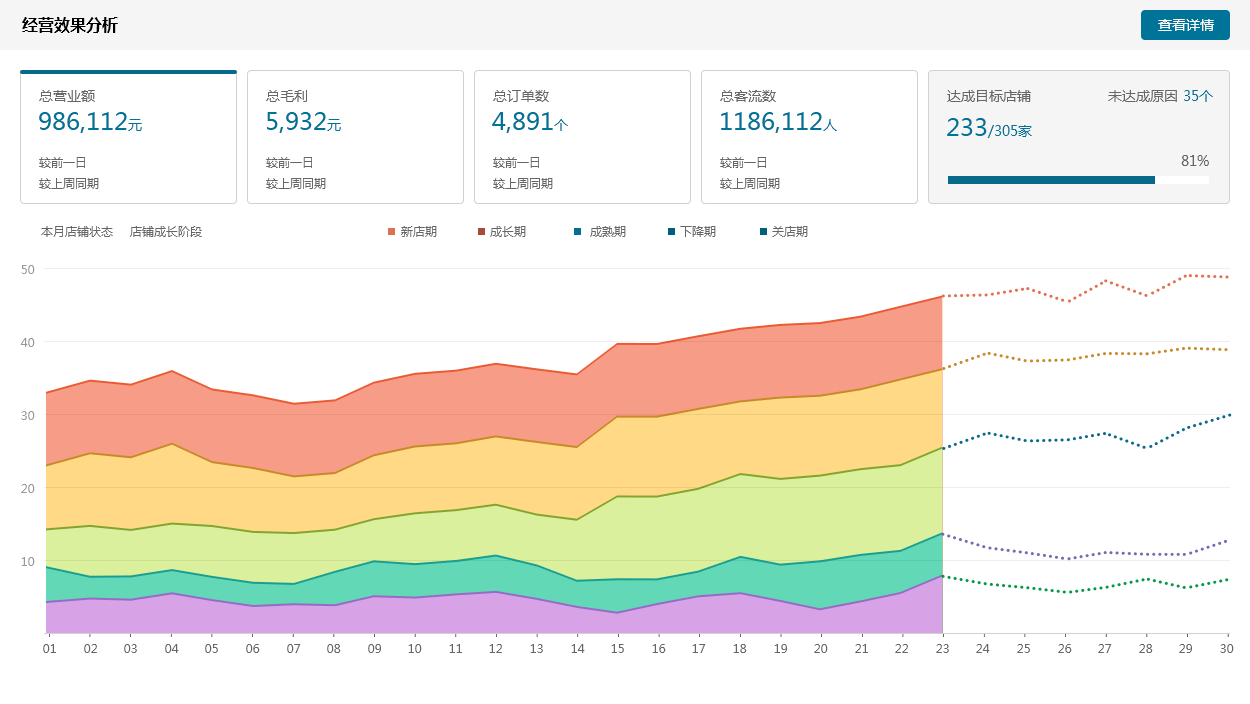 经营效果分析 查看详情
总营业额 总毛利 总订单数 总客流数 达成目标店铺 未达成原因 35个
986,112元 5,932元 4,891个 1186,112人 233/305家
较前一日 较前一日 较前一日 较前一日 81%
较上周同期 较上周同期 较上周同期 较上周同期
本月店铺状态 店铺成长阶段 新店期 成长期 成熟期 下降期 关店期
50
40
30
20
10
01 02 03 04 05 06 07 08 09 10 11 12 13 14 15 16 17 18 19 20 21 22 23 24 25 26 27 28 29 30